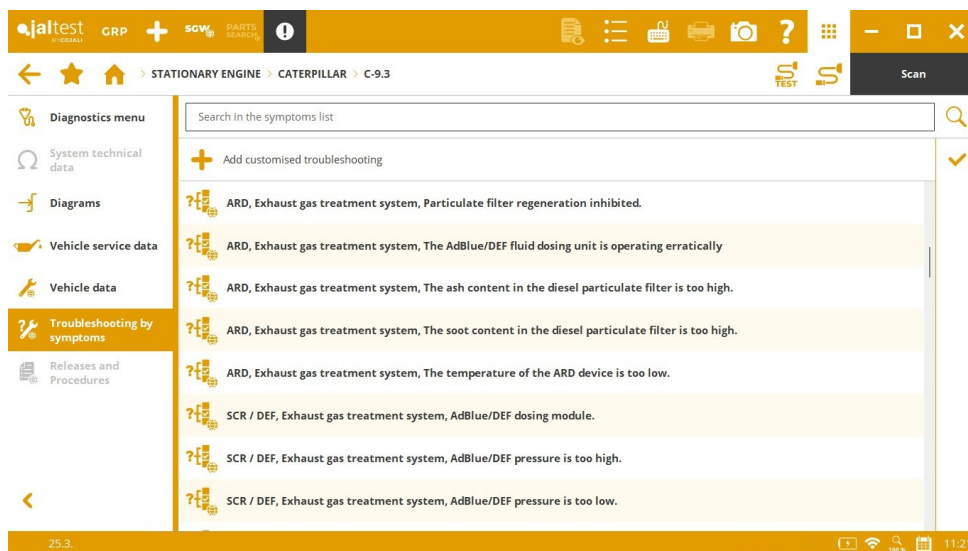 jaltest
BY COJALI
GRP
SGW
PARTS
SEARCH
STATIONARY ENGINE > CATERPILLAR > C-9.3
TEST
Scan
Diagnostics menu
System technical
data
Diagrams
Vehicle service data
Vehicle data
Troubleshooting by
symptoms
Releases and
Procedures
Search in the symptoms list
Add customised troubleshooting
ARD, Exhaust gas treatment system, Particulate filter regeneration inhibited.
ARD, Exhaust gas treatment system, The AdBlue/DEF fluid dosing unit is operating erratically
ARD, Exhaust gas treatment system, The ash content in the diesel particulate filter is too high.
ARD, Exhaust gas treatment system, The soot content in the diesel particulate filter is too high.
ARD, Exhaust gas treatment system, The temperature of the ARD device is too low.
SCR / DEF, Exhaust gas treatment system, AdBlue/DEF dosing module.
SCR / DEF, Exhaust gas treatment system, AdBlue/DEF pressure is too high.
SCR / DEF, Exhaust gas treatment system, AdBlue/DEF pressure is too low.
25.3.
100 %